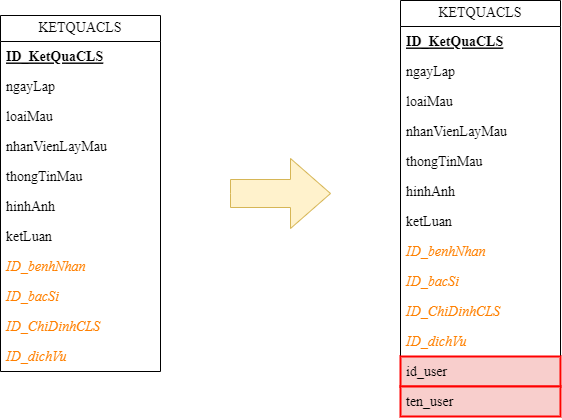 KETQUACLS
ID_KetQuaCLS
ngayLap
loaiMau
nhanVienLayMau
thongTinMau
hinhAnh
ketLuan
ID_benhNhan
ID_bacSi
ID_ChiDinhCLS
ID_dichVu
KETQUACLS
ID_KetQuaCLS
ngayLap
loaiMau
nhanVienLayMau
thongTinMau
hinhAnh
ketLuan
ID_benhNhan
ID_bacSi
ID_ChiDinhCLS
ID_dichVu
id_user
ten_user